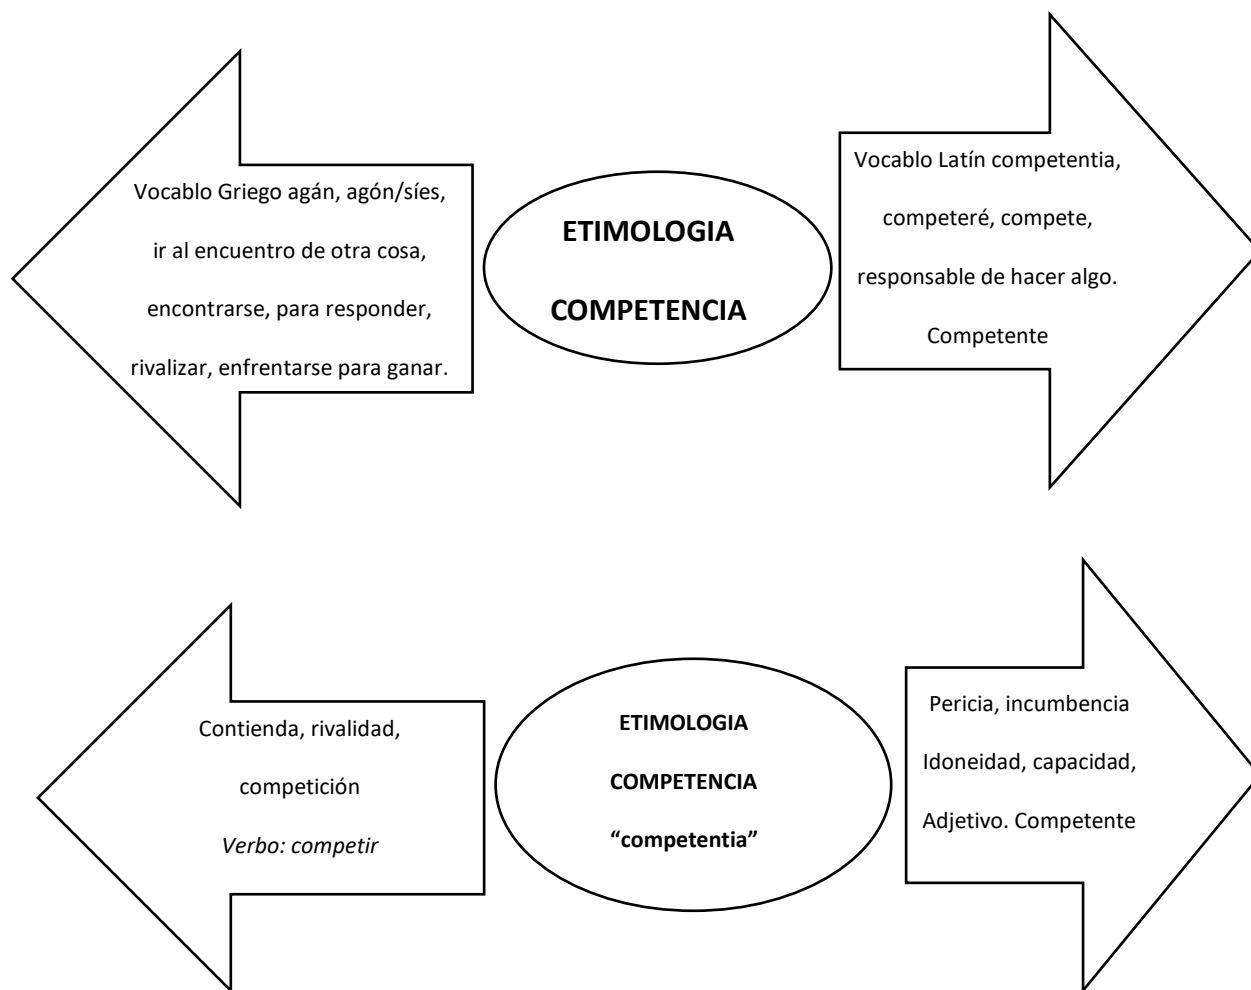 Vocablo Griego agán, agón/síes,
ir al encuentro de otra cosa,
encontrarse, para responder,
rivalizar, enfrentarse para ganar.
ETIMOLOGIA
COMPETENCIA
Vocablo Latín competentia,
competeré, compete,
responsable de hacer algo.
Competente
Contienda, rivalidad,
competición
Verbo: competir
ETIMOLOGIA
COMPETENCIA
“competentia”
Pericia, incumbencia
Idoneidad, capacidad,
Adjetivo. Competente